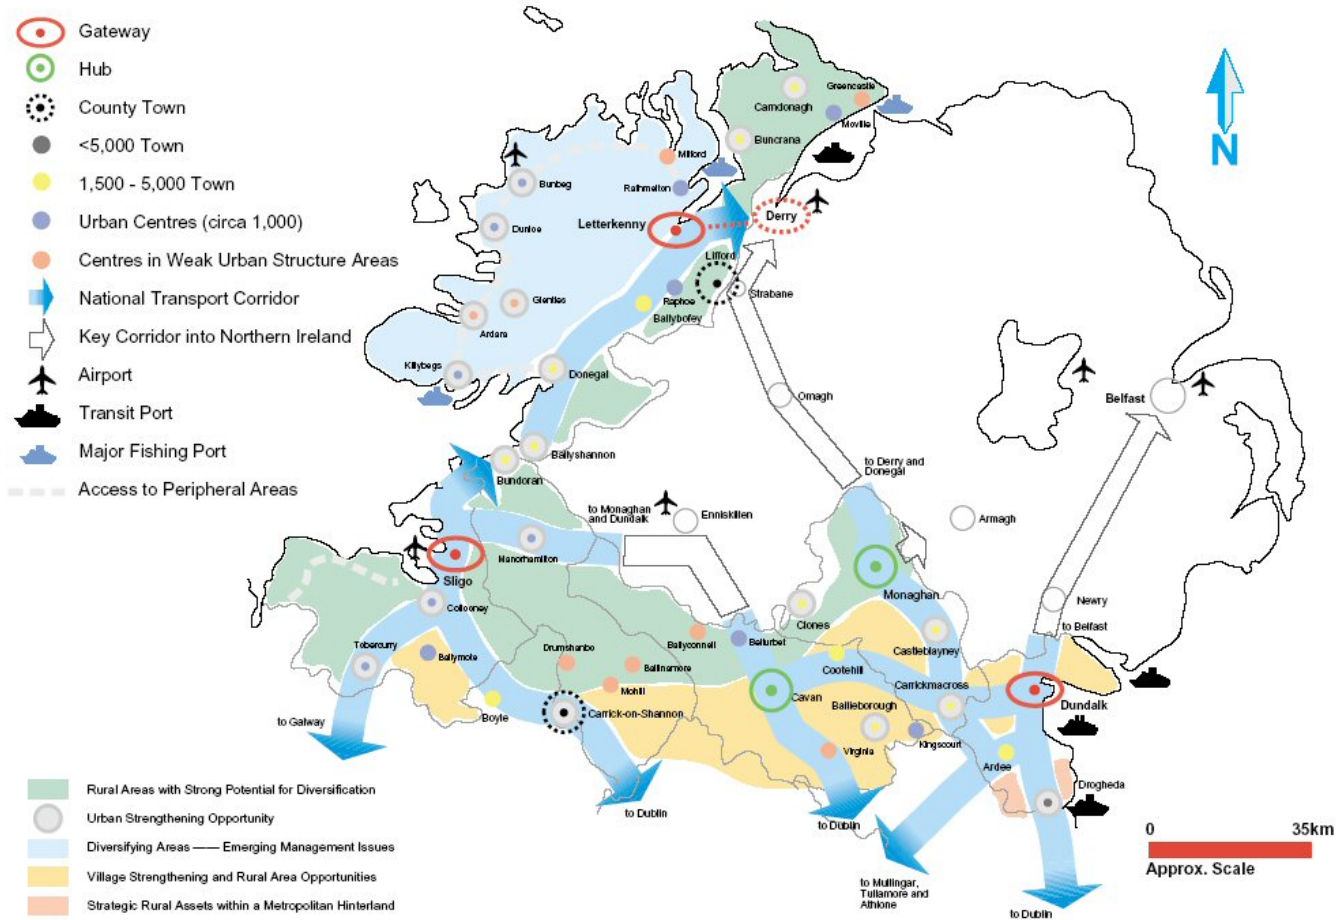 Gateway
Hub
County Town
<5,000 Town
1,500 - 5,000 Town
Urban Centres (circa 1,000)
Centres in Weak Urban Structure Areas
National Transport Corridor
Key Corridor into Northern Ireland
Airport
Transit Port
Major Fishing Port
Access to Peripheral Areas
N
Greencastle
Carndonagh
Moville
Buncrana
Milford
Rathmelton
Bunbeg
Letterkenny
Derry
Dunloe
Lifford
Strabane
Raphoe
Ballybofey
Glenties
Ardara
Killybegs
Donegal
Omagh
Belfast
Ballyshannon
Bundoran
to Derry and
Donegal
to Monaghan
and Dundalk
Enniskillen
Armagh
Manorhamilton
Sligo
Monaghan
Newry
Collooney
Clones
to Belfast
Tobercurry
Ballymote
Drumshanbo
Ballyconnell
Belturbet
Castleblayney
Ballinamore
Cootehill
Mohill
Carrickmacross
Cavan
Dundalk
Boyle
Carrick-on-Shannon
Bailieborough
to Galway
Virginia
Kingscourt
Ardee
Drogheda
to Dublin
to Dublin
to Mullingar,
Tullamore and
Athlone
to Dublin
Rural Areas with Strong Potential for Diversification
Urban Strengthening Opportunity
Diversifying Areas —— Emerging Management Issues
Village Strengthening and Rural Area Opportunities
Strategic Rural Assets within a Metropolitan Hinterland
0 35km
Approx. Scale